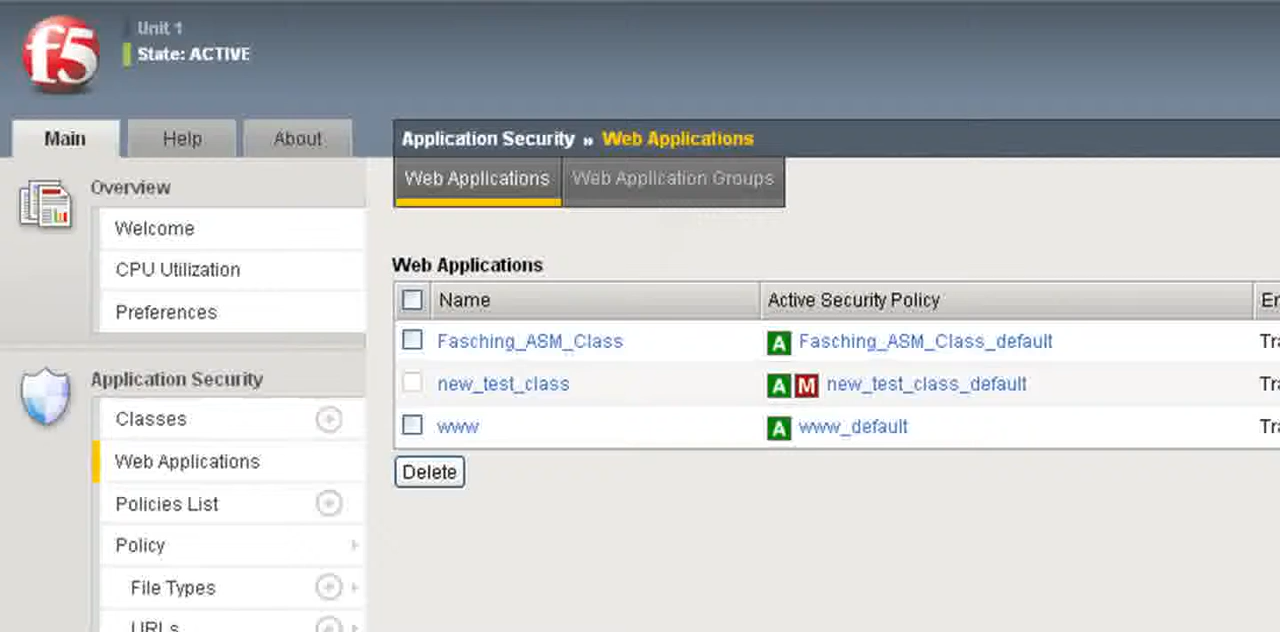 f5
Unit 1
State: ACTIVE
Main
Help
About
Application Security » Web Applications
Web Applications
Web Application Groups
Overview
Welcome
CPU Utilization
Preferences
Application Security
Classes
Web Applications
Policies List
Policy
File Types
URLs
Web Applications
Name
Active Security Policy
Fasching_ASM_Class
A Fasching_ASM_Class_default
new_test_class
A M new_test_class_default
www
A www_default
Delete